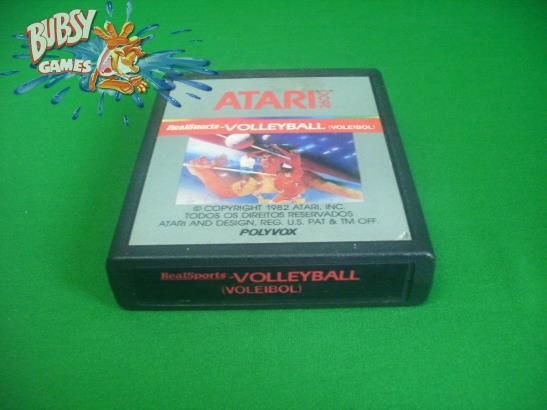 BUBSY
GAMES
ATARI
RealSports-VOLLEYBALL (VOLEIBOL)
© COPYRIGHT 1982 ATARI, INC.
TODOS OS DIREITOS RESERVADOS
ATARI AND DESIGN, REG. U.S. PAT & TM OFF
POLYVOX
RealSports-VOLLEYBALL
(VOLEIBOL)